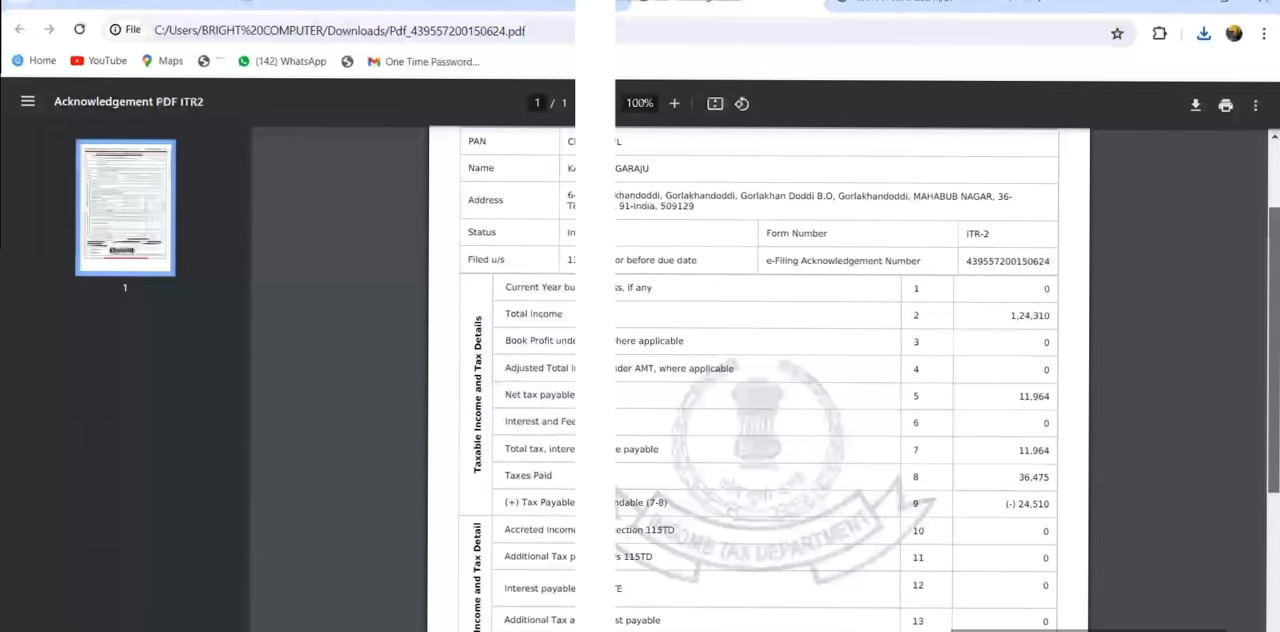 File C:/Users/BRIGHT%20COMPUTER/Downloads/Pdf_439557200150624.pdf
Home YouTube Maps (142) WhatsApp One Time Password...
Acknowledgement PDF ITR2 1 / 1 100% +
1
PAN
Name GARAJU
Address khandoddi, Gorlakhandoddi, Gorlakhan Doddi B.O, Gorlakhandoddi, MAHABUB NAGAR, 36-
91-India, 509129
Status Form Number ITR-2
Filed u/s or before due date e-Filing Acknowledgement Number 439557200150624
Taxable Income and Tax Details
Current Year bu s, if any 1 0
Total Income 2 1,24,310
Book Profit unde here applicable 3 0
Adjusted Total I der AMT, where applicable 4 0
Net tax payable 5 11,964
Interest and Fee 6 0
Total tax, intere e payable 7 11,964
Taxes Paid 8 36,475
(+) Tax Payable ndable (7-8) 9 (-) 24,510
Income and Tax Detail
Accreted Income ection 115TD 10 0
Additional Tax p s 115TD 11 0
Interest payable 12 0
Additional Tax a st payable 13 0
INCOME TAX DEPARTMENT